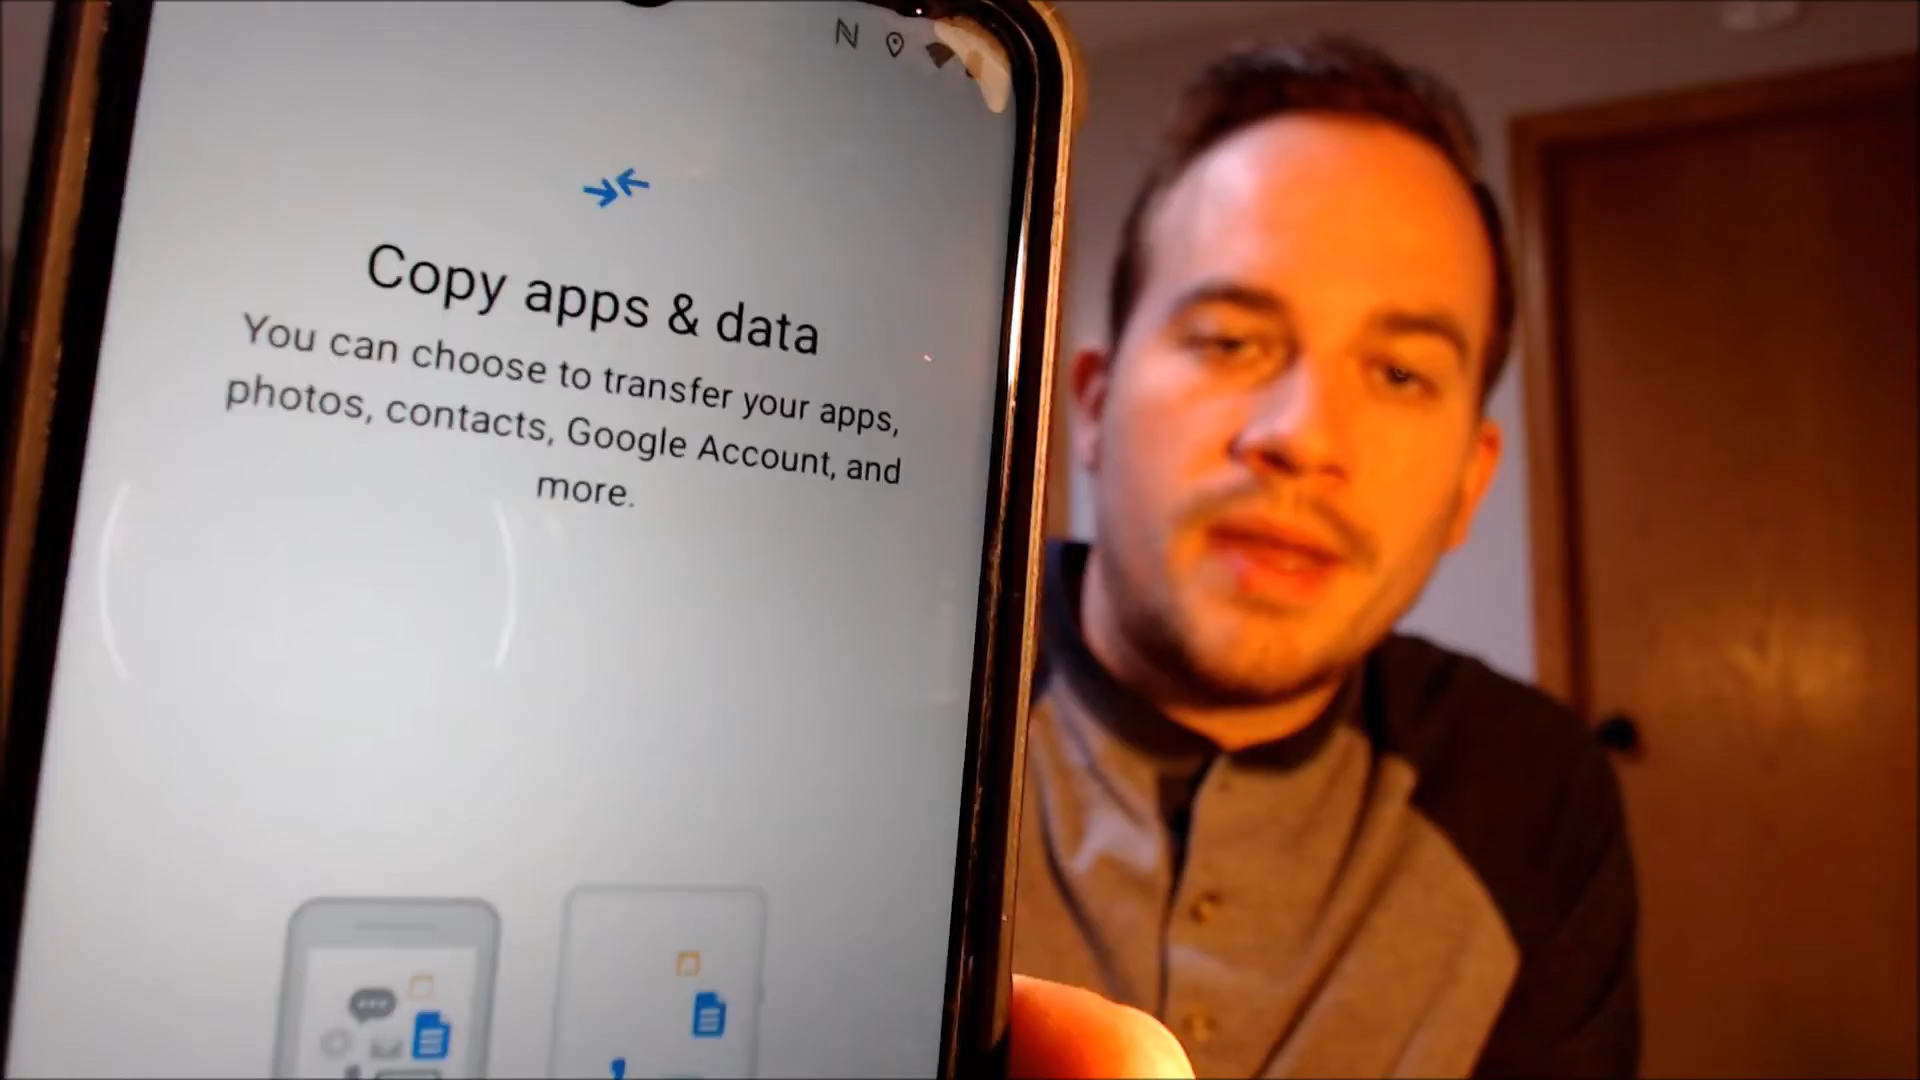 Copy apps & data
You can choose to transfer your apps,
photos, contacts, Google Account, and
more.